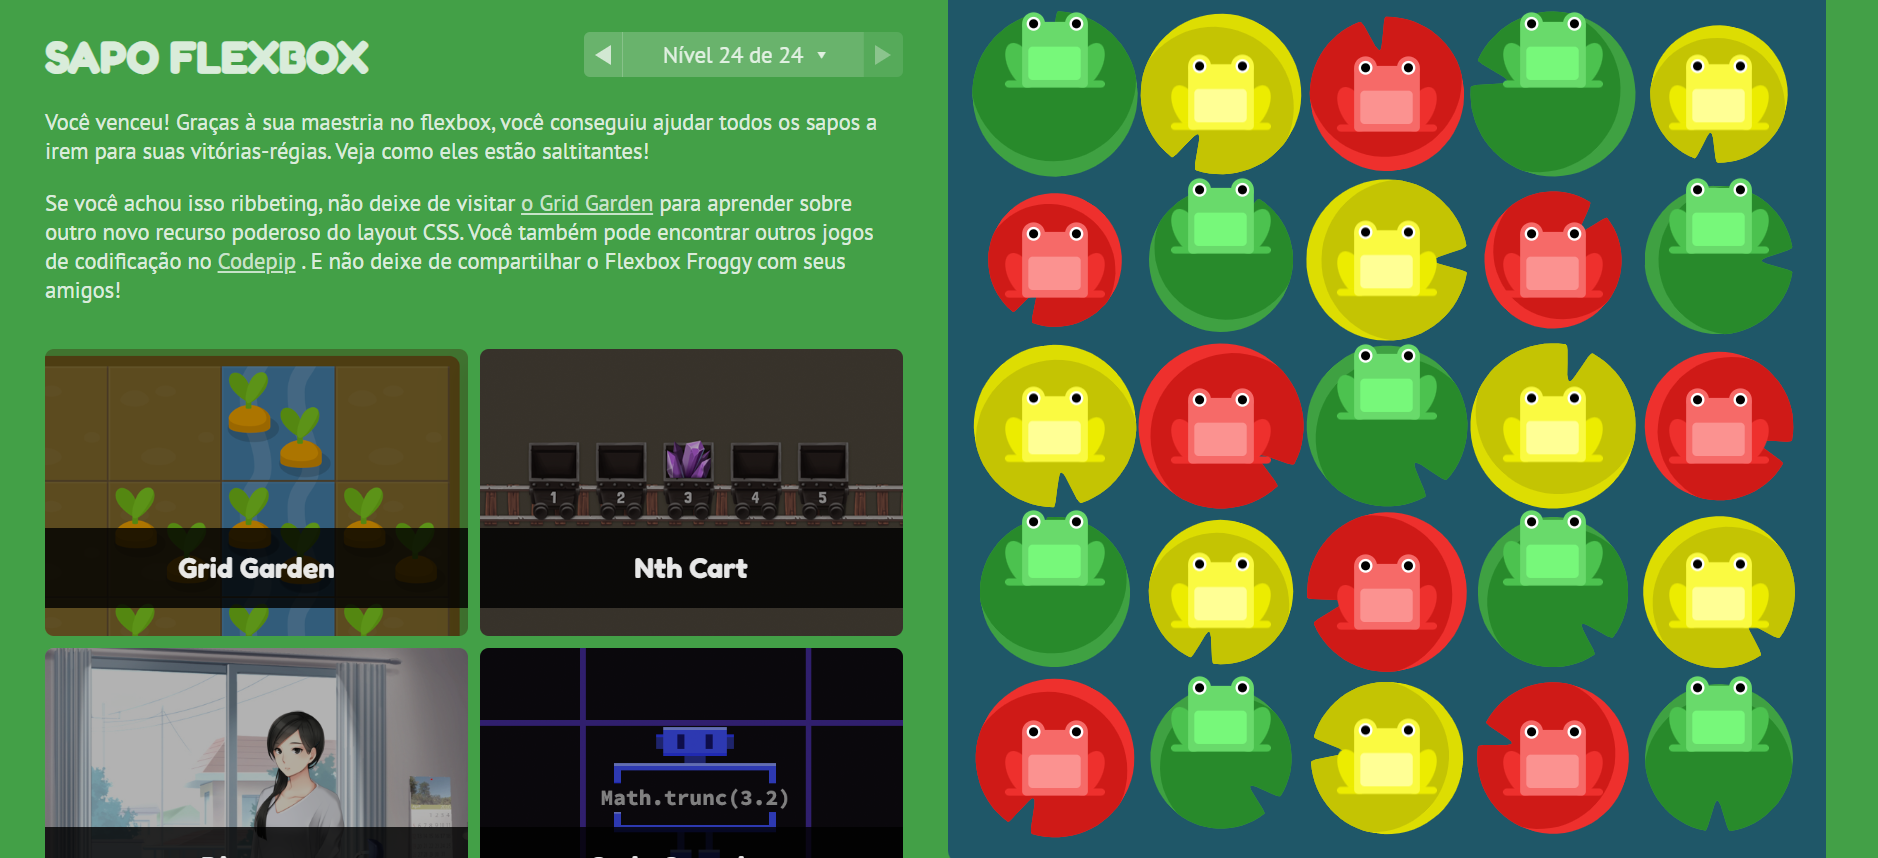 SAPO FLEXBOX
Nível 24 de 24
Você venceu! Graças à sua maestria no flexbox, você conseguiu ajudar todos os sapos a
irem para suas vitórias-régias. Veja como eles estão saltitantes!
Se você achou isso ribbeting, não deixe de visitar o Grid Garden para aprender sobre
outro novo recurso poderoso do layout CSS. Você também pode encontrar outros jogos
de codificação no Codepip . E não deixe de compartilhar o Flexbox Froggy com seus
amigos!
Grid Garden
1 2 3 4 5
Nth Cart
Math.trunc(3.2)